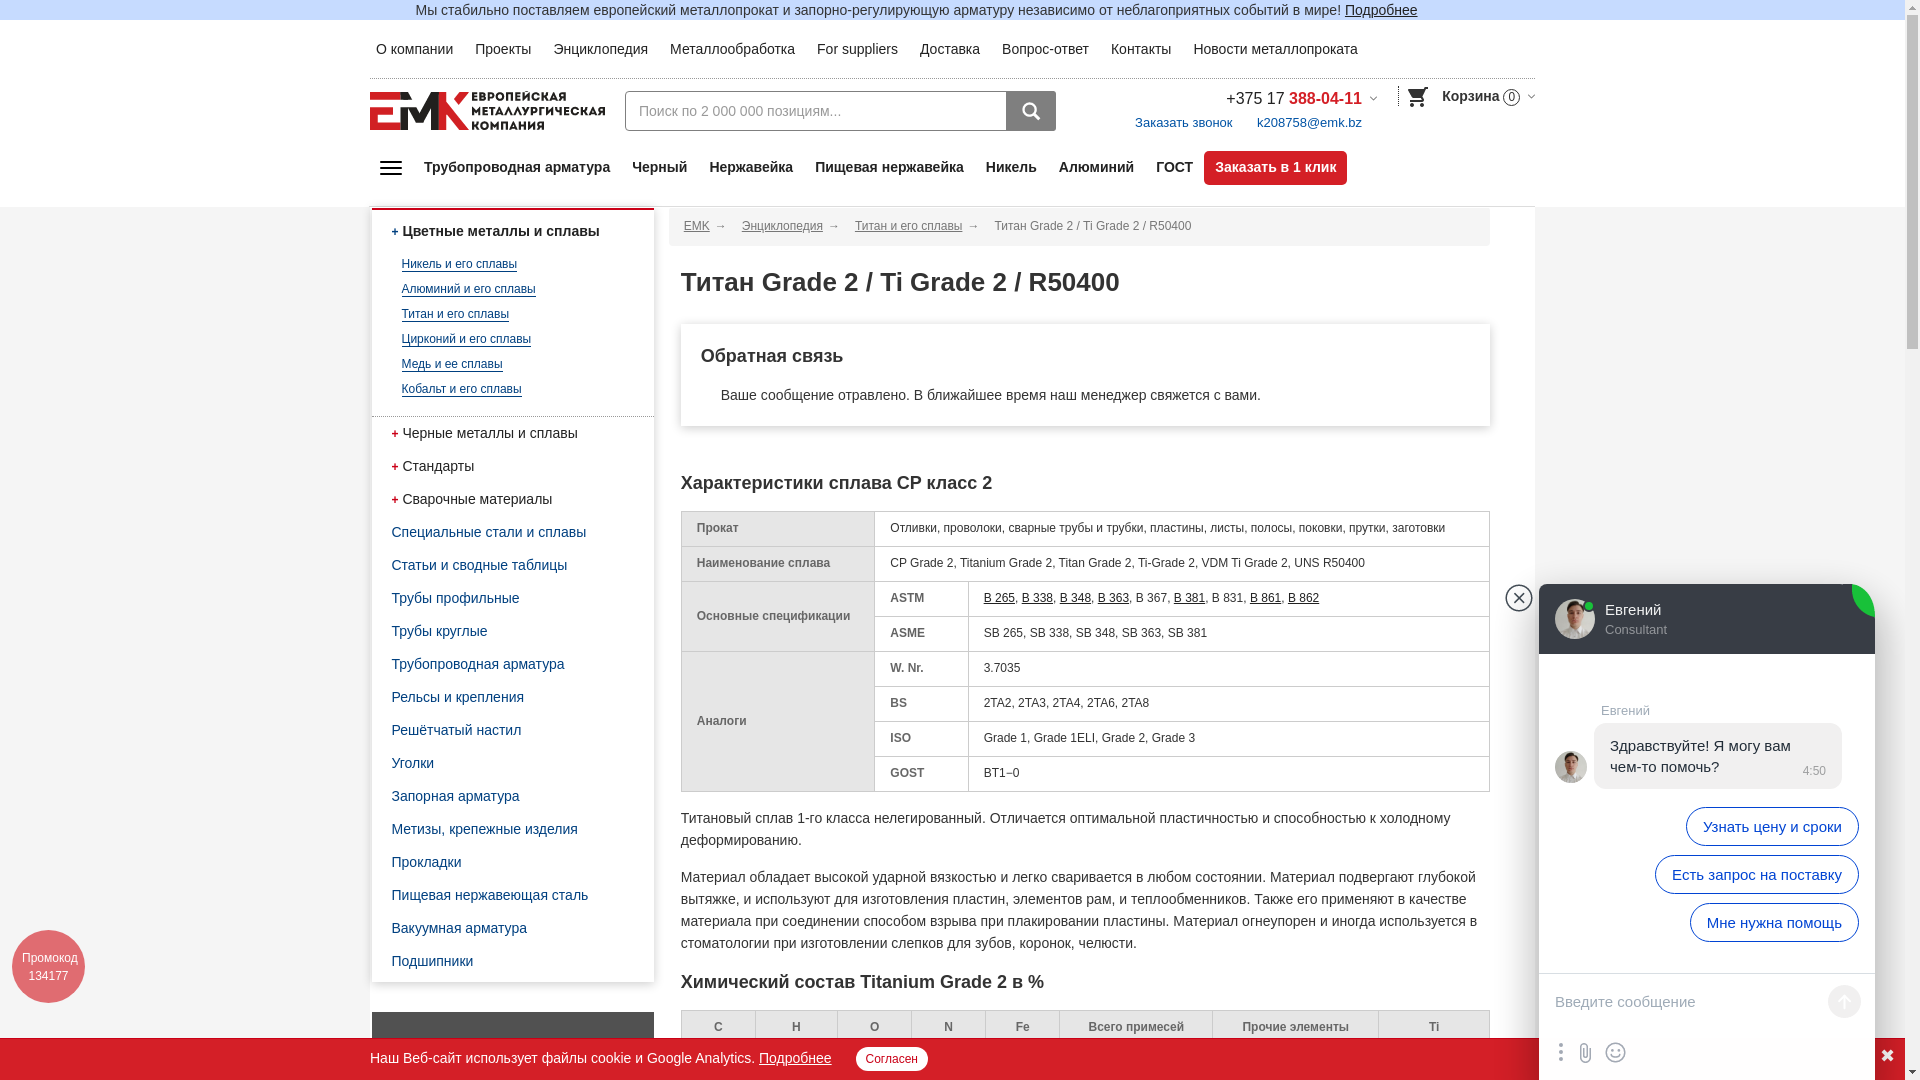 Мы стабильно поставляем европейский металлопрокат и запорно-регулирующую арматуру независимо от неблагоприятных событий в мире! Подробнее
О компании Проекты Энциклопедия Металлообработка For suppliers Доставка Вопрос-ответ Контакты Новости металлопроката
EMK ЕВРОПЕЙСКАЯ
МЕТАЛЛУРГИЧЕСКАЯ
КОМПАНИЯ
Поиск по 2 000 000 позициям...
+375 17 388-04-11
Заказать звонок k208758@emk.bz
Корзина 0
Трубопроводная арматура Черный Нержавейка Пищевая нержавейка Никель Алюминий ГОСТ Заказать в 1 клик
+ Цветные металлы и сплавы
Никель и его сплавы
Алюминий и его сплавы
Титан и его сплавы
Цирконий и его сплавы
Медь и ее сплавы
Кобальт и его сплавы
+ Черные металлы и сплавы
+ Стандарты
+ Сварочные материалы
Специальные стали и сплавы
Статьи и сводные таблицы
Трубы профильные
Трубы круглые
Трубопроводная арматура
Рельсы и крепления
Решётчатый настил
Уголки
Запорная арматура
Метизы, крепежные изделия
Прокладки
Пищевая нержавеющая сталь
Вакуумная арматура
Подшипники
ЕМК → Энциклопедия → Титан и его сплавы → Титан Grade 2 / Ti Grade 2 / R50400
Титан Grade 2 / Ti Grade 2 / R50400
Обратная связь
Ваше сообщение отравлено. В ближайшее время наш менеджер свяжется с вами.
Характеристики сплава CP класс 2
Прокат Отливки, проволоки, сварные трубы и трубки, пластины, листы, полосы, поковки, прутки, заготовки
Наименование сплава CP Grade 2, Titanium Grade 2, Titan Grade 2, Ti-Grade 2, VDM Ti Grade 2, UNS R50400
Основные спецификации
ASTM B 265, B 338, B 348, B 363, B 367, B 381, B 831, B 861, B 862
ASME SB 265, SB 338, SB 348, SB 363, SB 381
Аналоги
W. Nr. 3.7035
BS 2TA2, 2TA3, 2TA4, 2TA6, 2TA8
ISO Grade 1, Grade 1ELI, Grade 2, Grade 3
GOST ВТ1−0
Титановый сплав 1-го класса нелегированный. Отличается оптимальной пластичностью и способностью к холодному
деформированию.
Материал обладает высокой ударной вязкостью и легко сваривается в любом состоянии. Материал подвергают глубокой
вытяжке, и используют для изготовления пластин, элементов рам, и теплообменников. Также его применяют в качестве
материала при соединении способом взрыва при плакировании пластины. Материал огнеупорен и иногда используется в
стоматологии при изготовлении слепков для зубов, коронок, челюсти.
Химический состав Titanium Grade 2 в %
C H O N Fe Всего примесей Прочие элементы Ti
Промокод
134177
Евгений
Consultant
Евгений
Здравствуйте! Я могу вам
чем-то помочь? 4:50
Узнать цену и сроки
Есть запрос на поставку
Мне нужна помощь
Введите сообщение
Наш Веб-сайт использует файлы cookie и Google Analytics. Подробнее Согласен